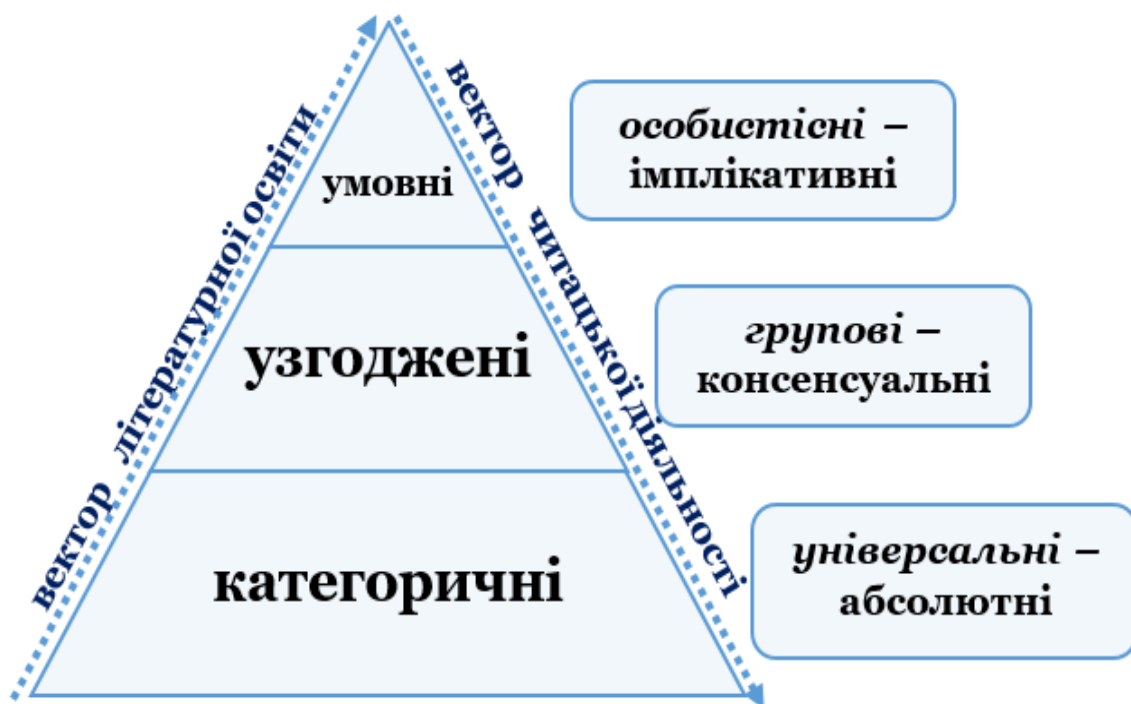 вектор літературної освіти
вектор читацької діяльності
умовні
особистісні –
імплікативні
узгоджені
групові –
консенсуальні
категоричні
універсальні –
абсолютні